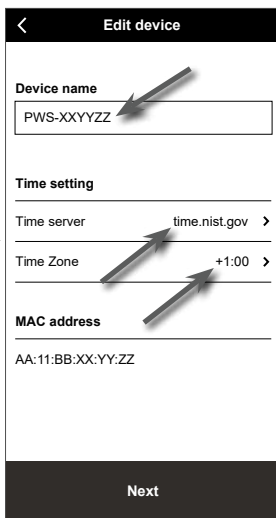 Edit device
Device name
PWS-XXYYZZ
Time setting
Time server time.nist.gov
Time Zone +1:00
MAC address
AA:11:BB:XX:YY:ZZ
Next